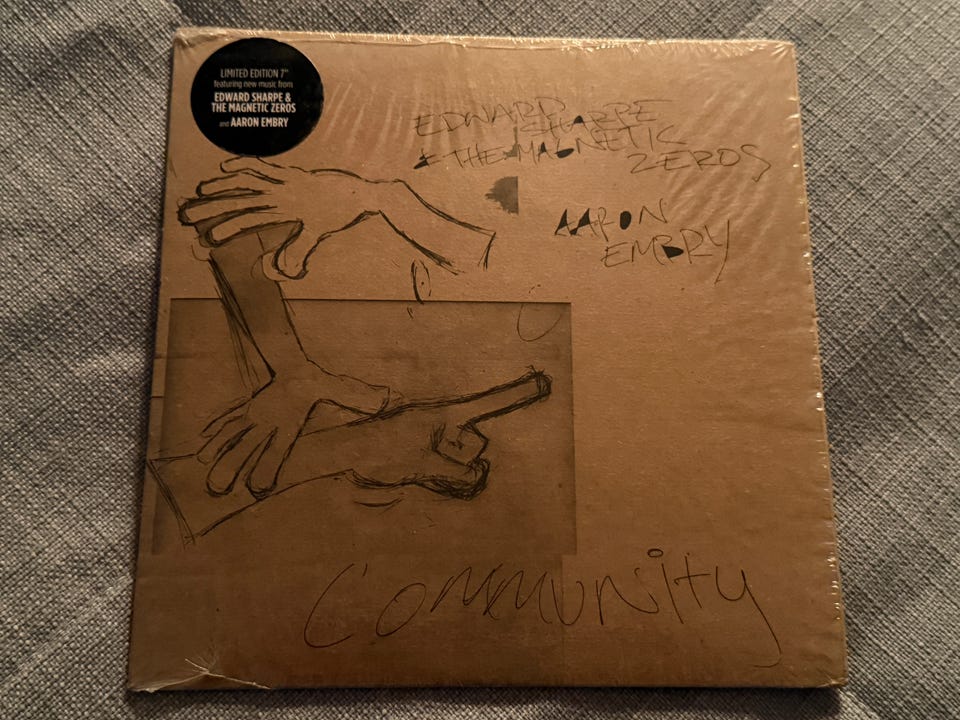 LIMITED EDITION 7"
featuring new music from
EDWARD SHARPE &
THE MAGNETIC ZEROS
and AARON EMBRY
EDWARD
SHARPE
& THE MAGNETIC
ZEROS
AARON
EMBRY
Community